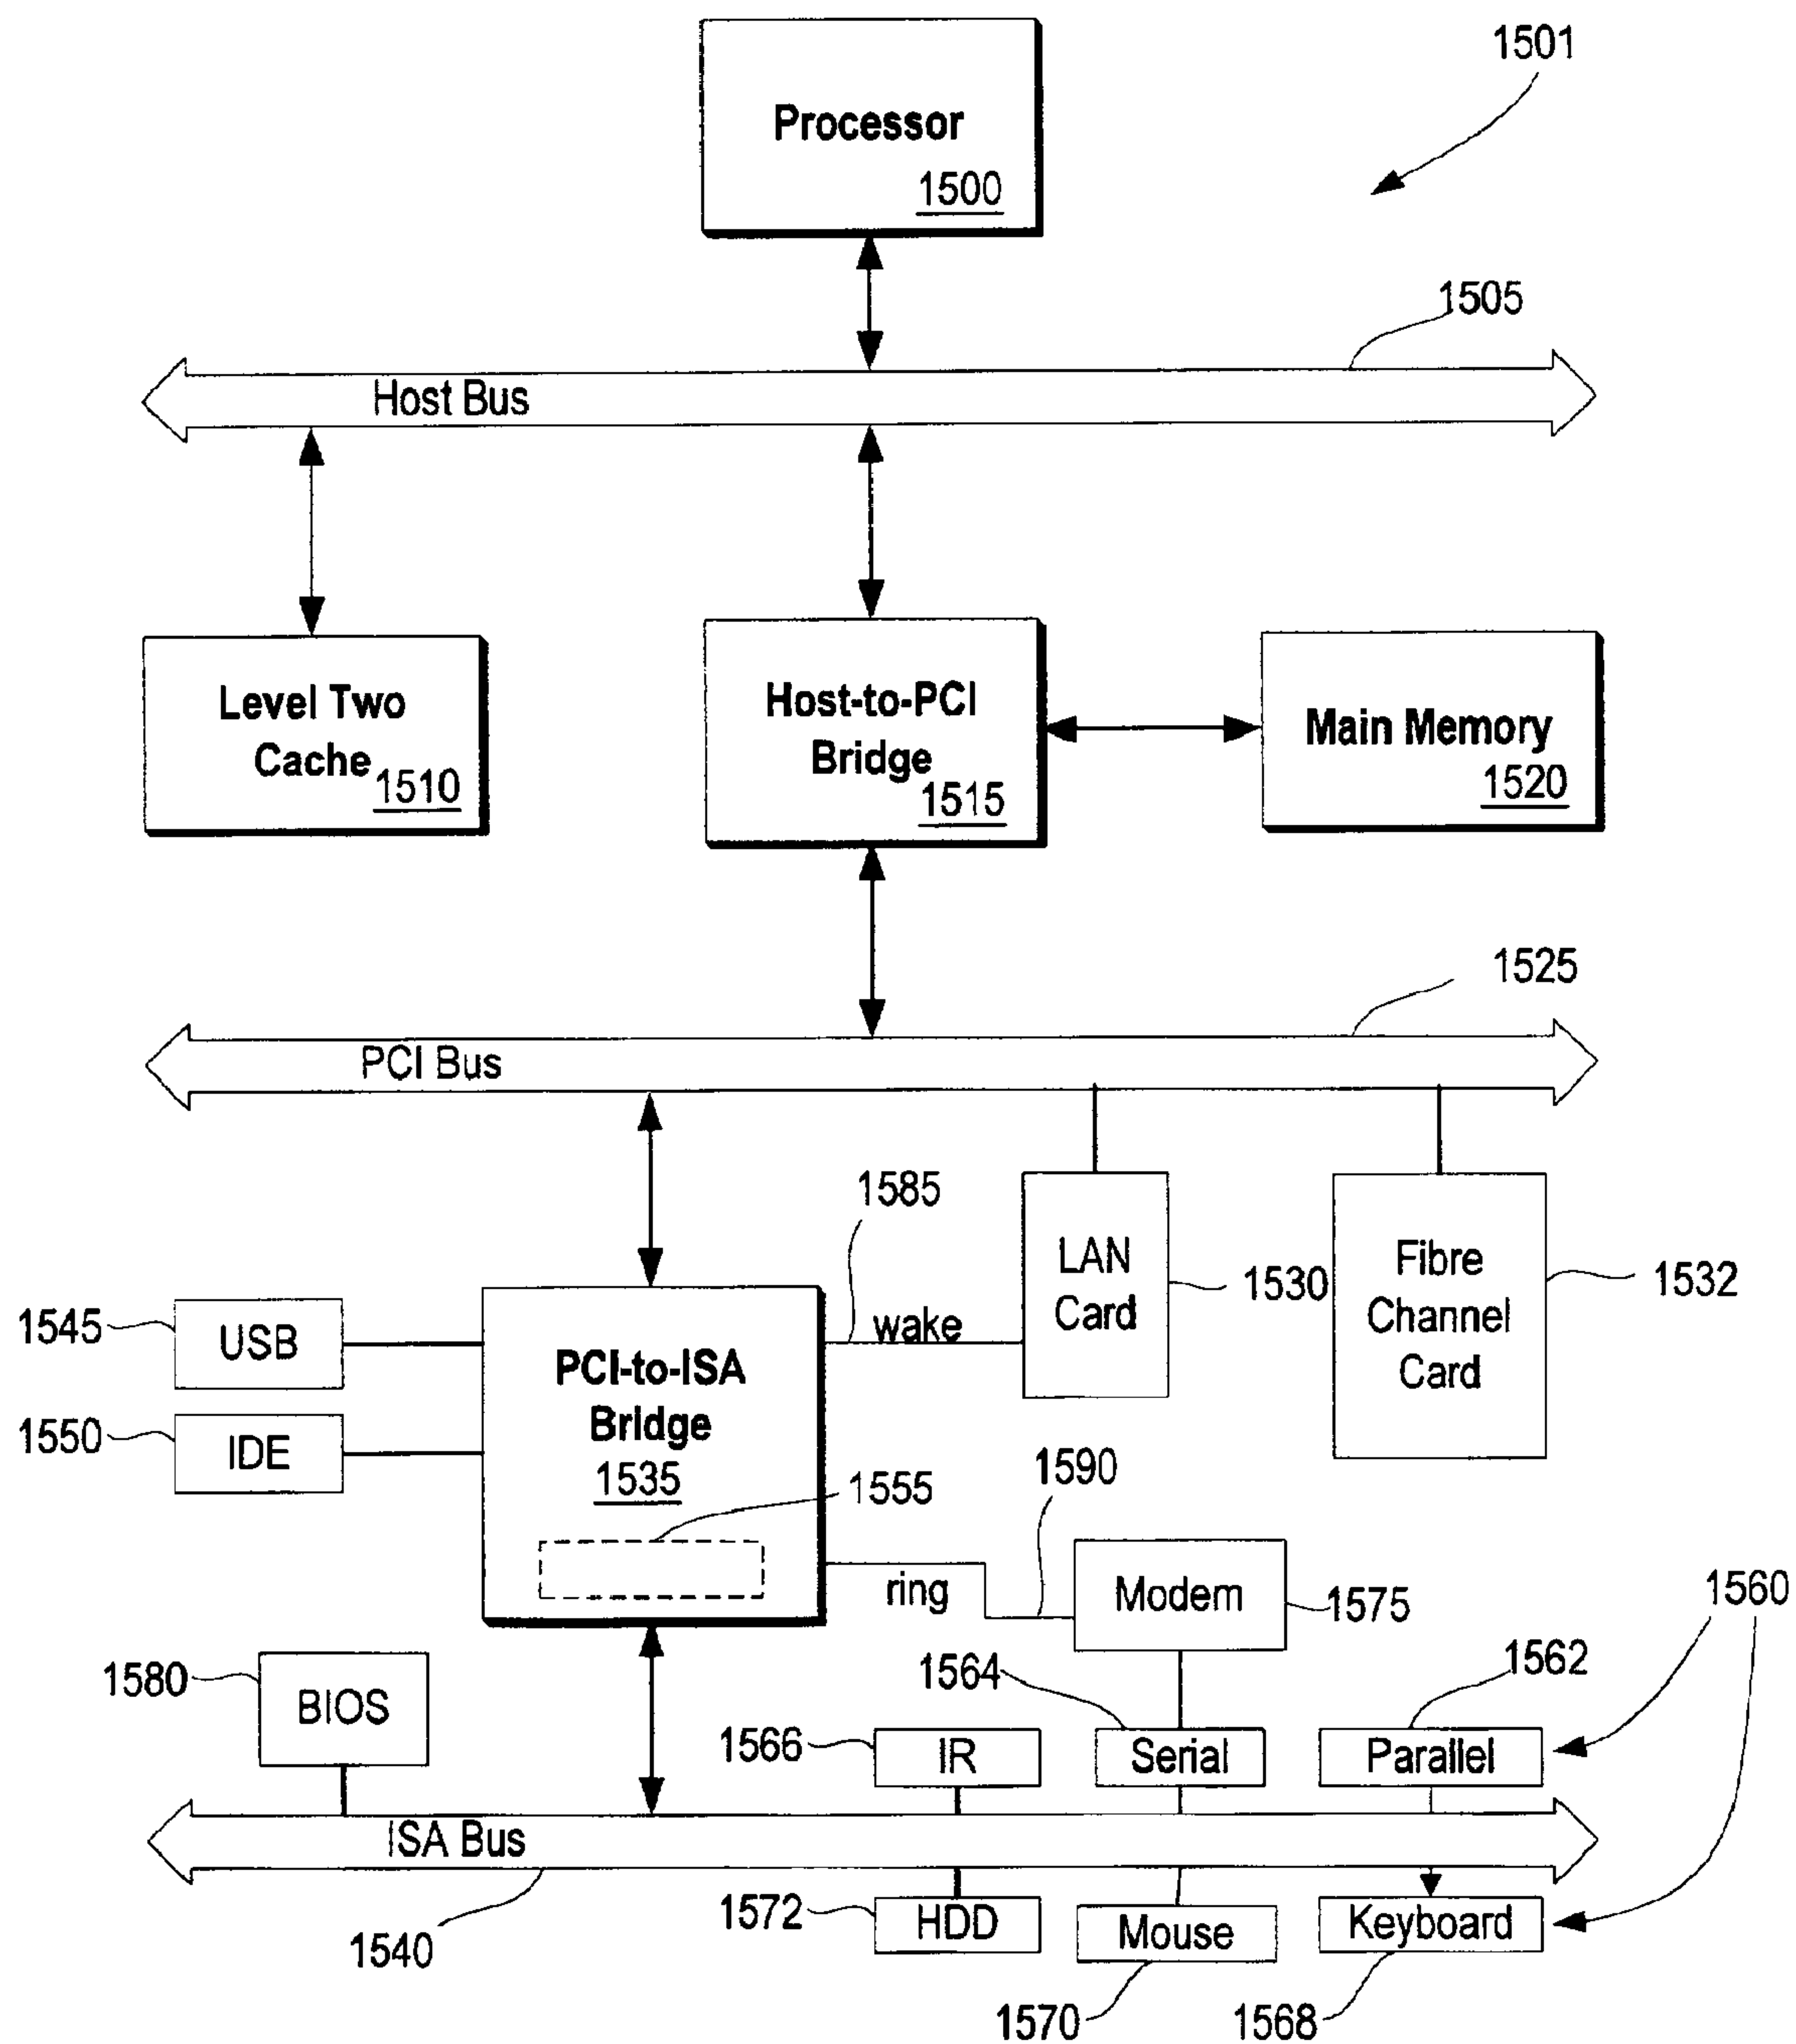 1501
Processor
1500
1505
Host Bus
Level Two
Cache
1510
Host-to-PCI
Bridge
1515
Main Memory
1520
1525
PCI Bus
1585
LAN
Card
1530
Fibre
Channel
Card
1532
1545
USB
wake
PCI-to-ISA
Bridge
1535
1550
IDE
1555
1590
ring
Modem
1575
1560
1580
BIOS
1564
1562
1566
IR
Serial
Parallel
ISA Bus
1540
1572
HDD
Mouse
Keyboard
1570
1568